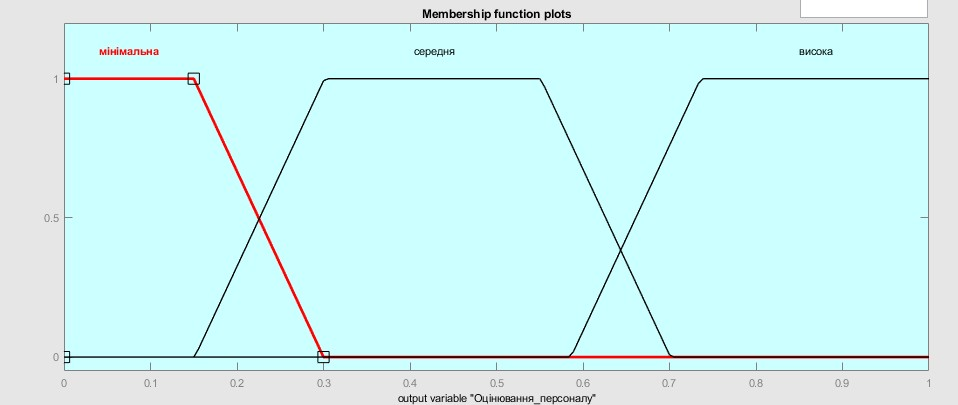 Membership function plots
мінімальна середня висока
1
0.5
0
0 0.1 0.2 0.3 0.4 0.5 0.6 0.7 0.8 0.9 1
output variable "Оцінювання_персоналу"